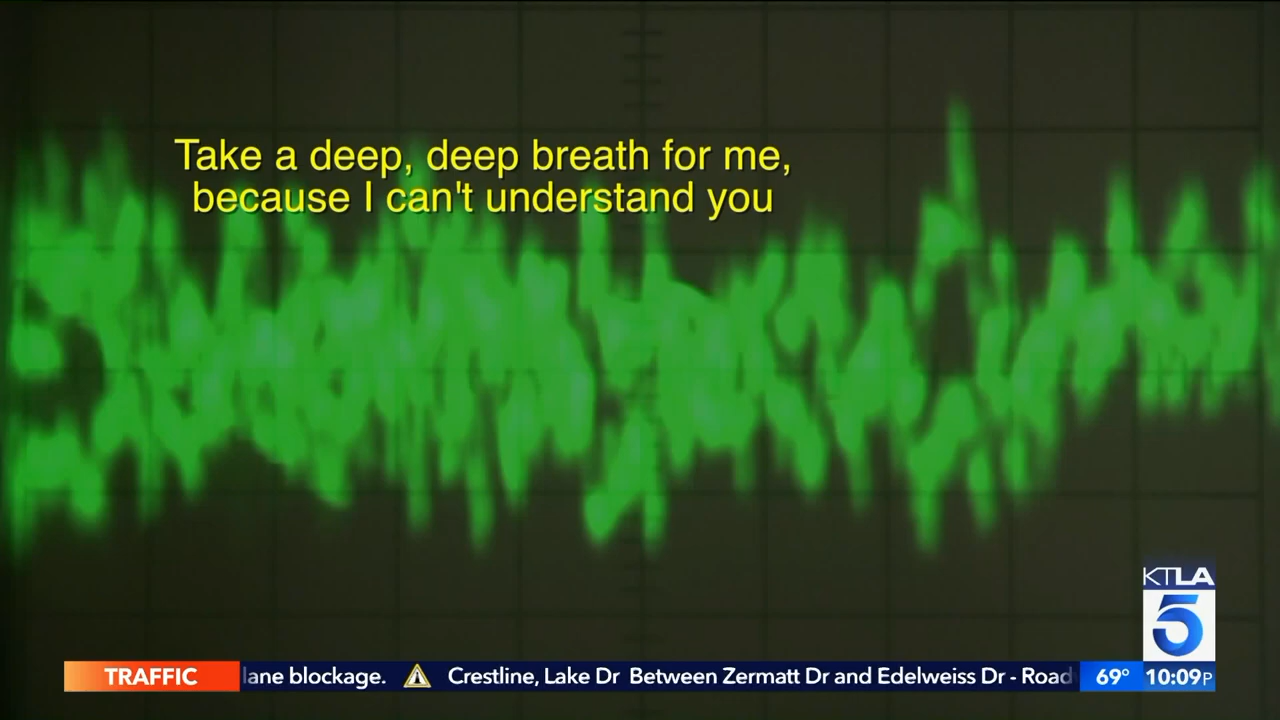 Take a deep, deep breath for me,
because I can't understand you
KTLA
5
TRAFFIC lane blockage. Crestline, Lake Dr Between Zermatt Dr and Edelweiss Dr - Road 69° 10:09P